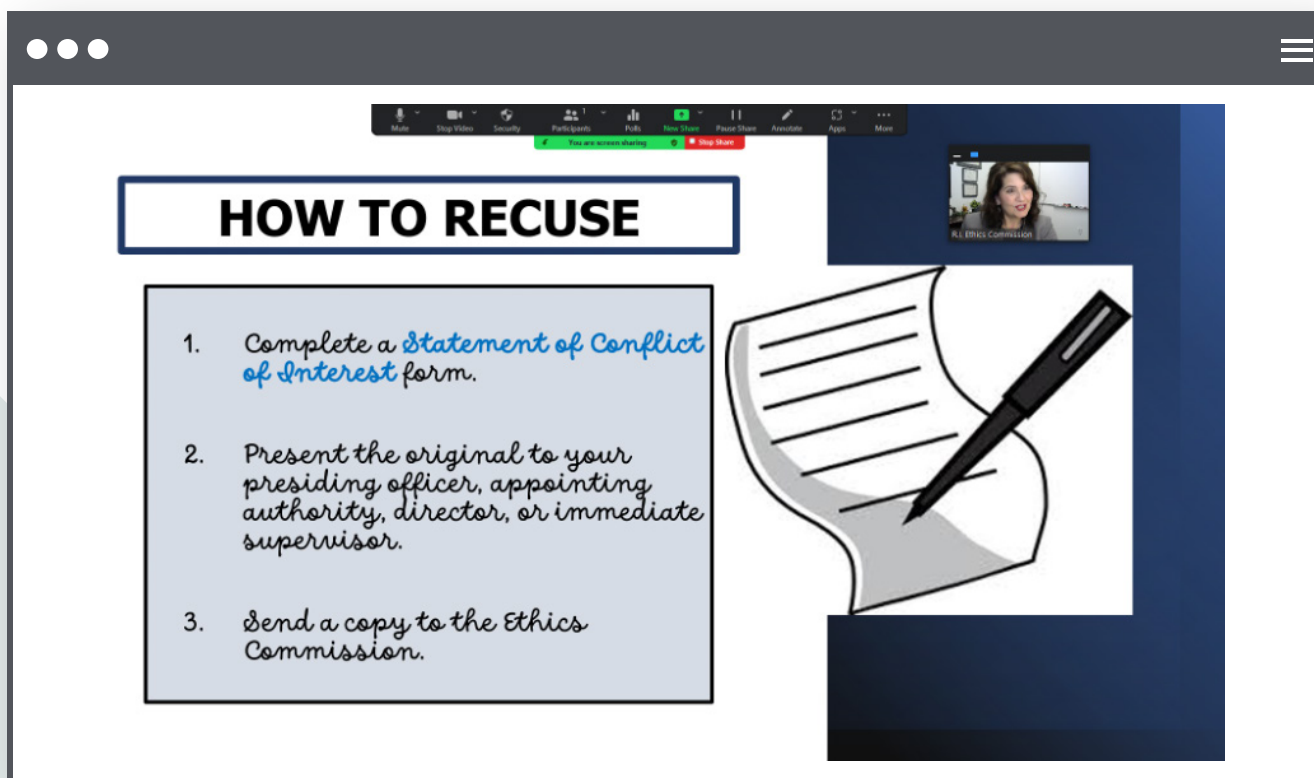 Mute
Stop Video
Security
Participants
1
Polls
New Share
Pause Share
Annotate
Apps
More
You are screen sharing
Stop Share
R.I. Ethics Commission
HOW TO RECUSE
1. Complete a Statement of Conflict
of Interest form.
2. Present the original to your
presiding officer, appointing
authority, director, or immediate
supervisor.
3. Send a copy to the Ethics
Commission.